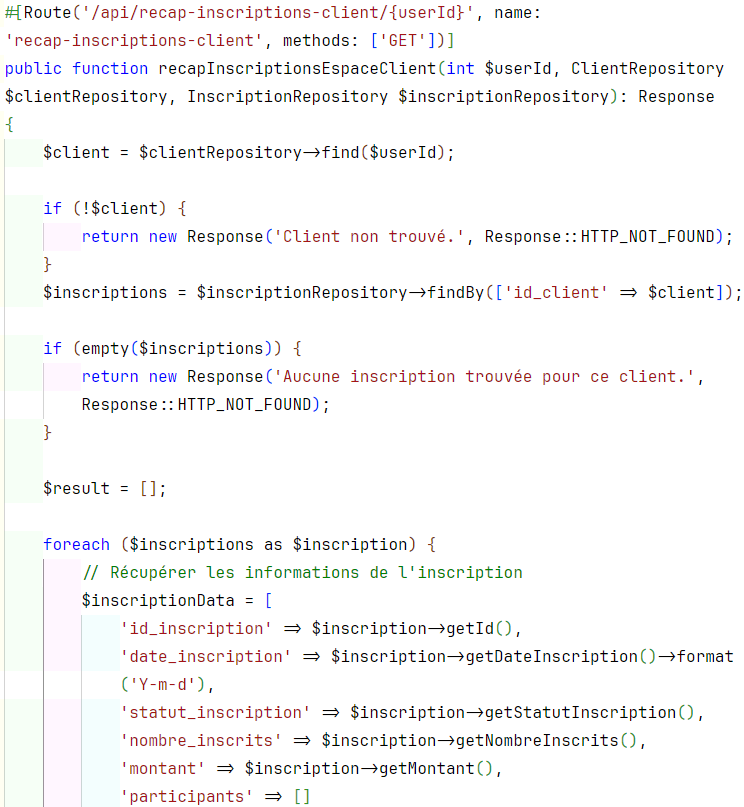 #[Route('/api/recap-inscriptions-client/{userId}', name:
'recap-inscriptions-client', methods: ['GET'])]
public function recapInscriptionsEspaceClient(int $userId, ClientRepository
$clientRepository, InscriptionRepository $inscriptionRepository): Response
{
    $client = $clientRepository->find($userId);

    if (!$client) {
        return new Response('Client non trouvé.', Response::HTTP_NOT_FOUND);
    }
    $inscriptions = $inscriptionRepository->findBy(['id_client' => $client]);

    if (empty($inscriptions)) {
        return new Response('Aucune inscription trouvée pour ce client.',
        Response::HTTP_NOT_FOUND);
    }

    $result = [];

    foreach ($inscriptions as $inscription) {
        // Récupérer les informations de l'inscription
        $inscriptionData = [
            'id_inscription' => $inscription->getId(),
            'date_inscription' => $inscription->getDateInscription()->format
            ('Y-m-d'),
            'statut_inscription' => $inscription->getStatutInscription(),
            'nombre_inscrits' => $inscription->getNombreInscrits(),
            'montant' => $inscription->getMontant(),
            'participants' => []